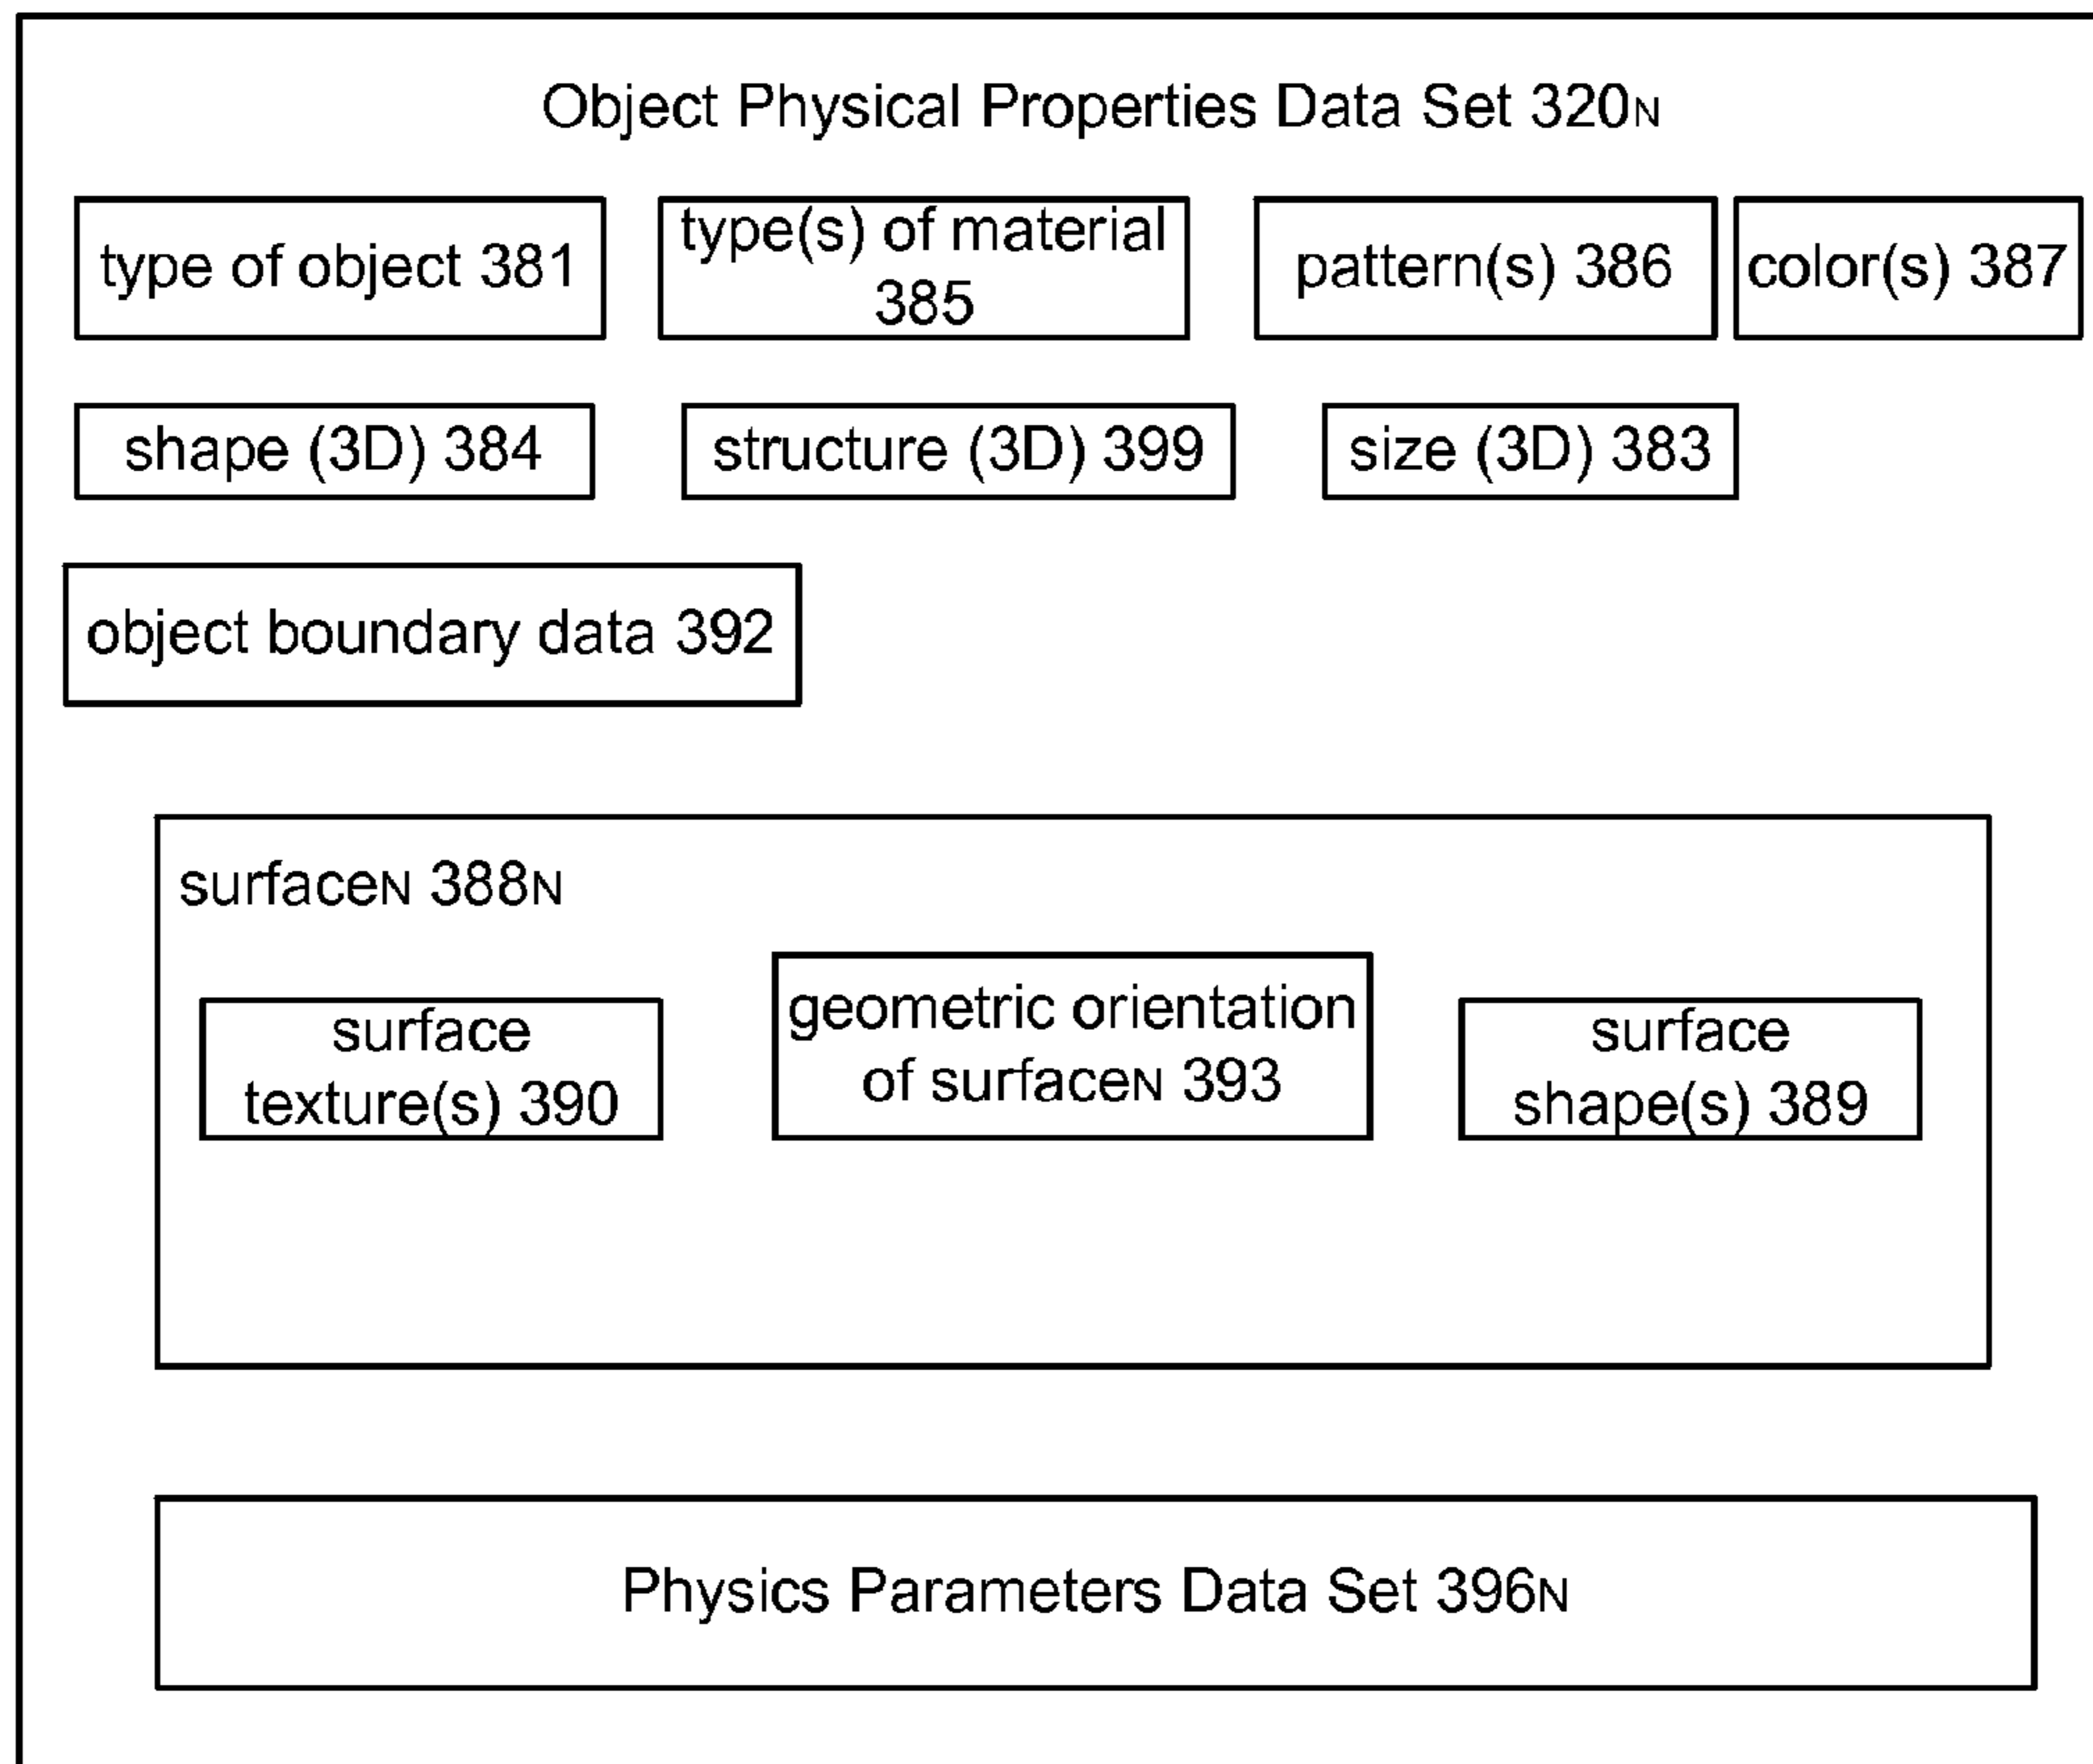 Object Physical Properties Data Set 320N
type of object 381
type(s) of material
385
pattern(s) 386
color(s) 387
shape (3D) 384
structure (3D) 399
size (3D) 383
object boundary data 392
surfaceN 388N
surface
texture(s) 390
geometric orientation
of surfaceN 393
surface
shape(s) 389
Physics Parameters Data Set 396N